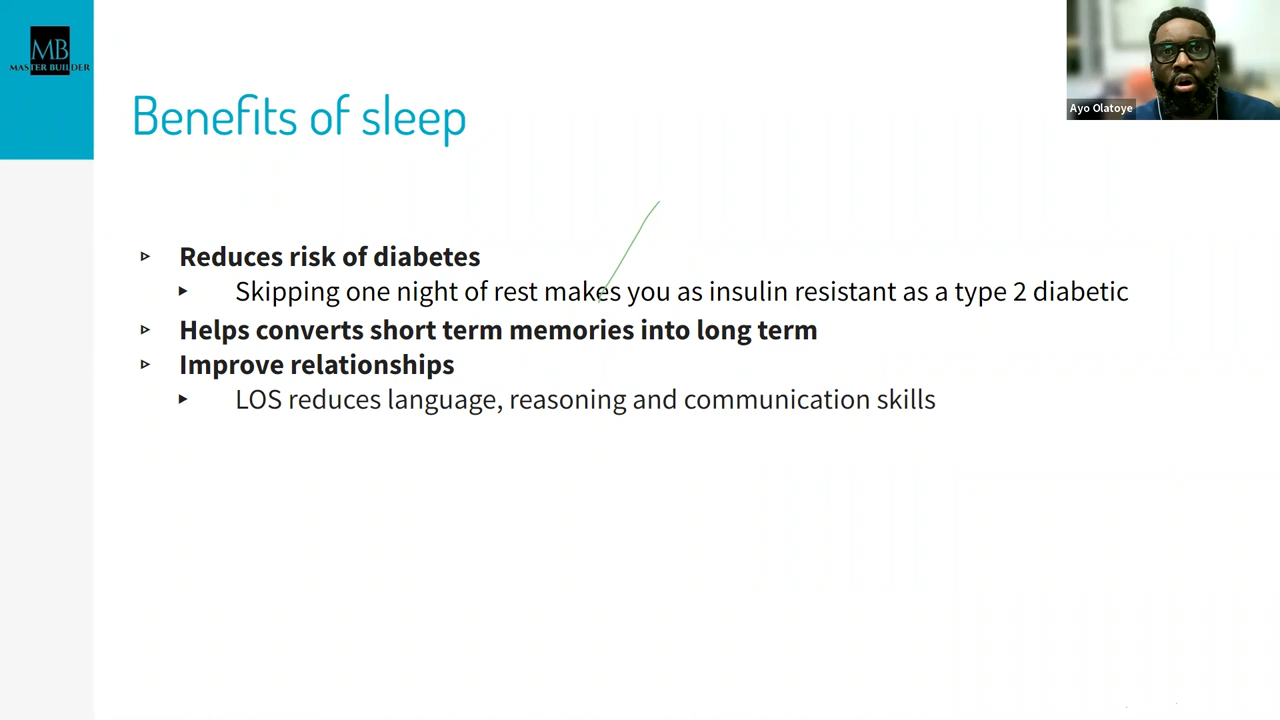 MB
MASTER BUILDER
Ayo Olatoye
Benefits of sleep
Reduces risk of diabetes
Skipping one night of rest makes you as insulin resistant as a type 2 diabetic
Helps converts short term memories into long term
Improve relationships
LOS reduces language, reasoning and communication skills